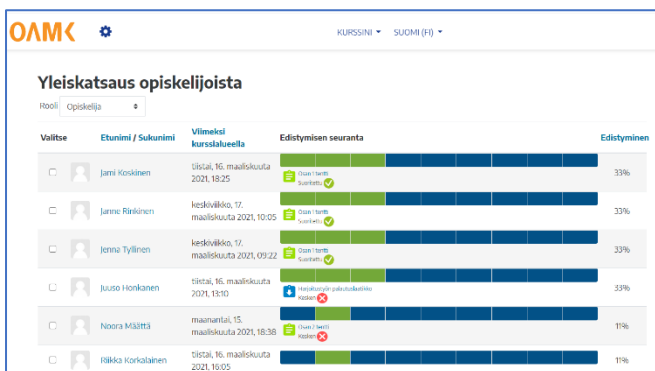 OAMK KURSSINI SUOMI (FI)
Yleiskatsaus opiskelijoista
Rooli Opiskelija
Valitse Etunimi / Sukunimi Viimeksi kurssialueella Edistymisen seuranta Edistyminen
Jami Koskinen tiistai, 16. maaliskuuta 2021, 18:25 Osan 1 tentti Suoritettu 33%
Janne Rinkinen keskiviikko, 17. maaliskuuta 2021, 10:05 Osan 1 tentti Suoritettu 33%
Jenna Tyllinen keskiviikko, 17. maaliskuuta 2021, 09:22 Osan 1 tentti Suoritettu 33%
Juuso Honkanen tiistai, 16. maaliskuuta 2021, 13:10 Harjoitustyön palautuslaatikko Kesken 33%
Noora Määttä maanantai, 15. maaliskuuta 2021, 18:38 Osan 2 tentti Kesken 11%
Riikka Korkalainen tiistai, 16. maaliskuuta 2021, 16:05 11%